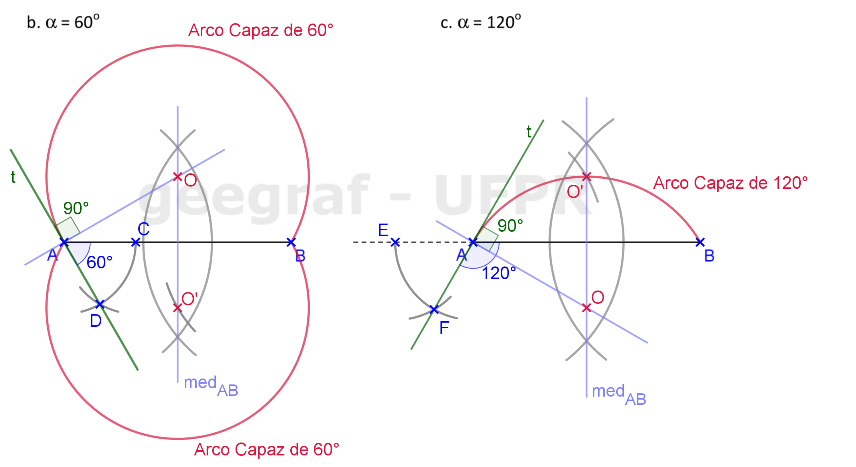 b. α = 60°
Arco Capaz de 60°
t
90°
O
A
60°
C
B
D
O'
med AB
Arco Capaz de 60°
c. α = 120°
t
O'
Arco Capaz de 120°
E
90°
A
120°
B
O
F
med AB
geegraf - UFPR